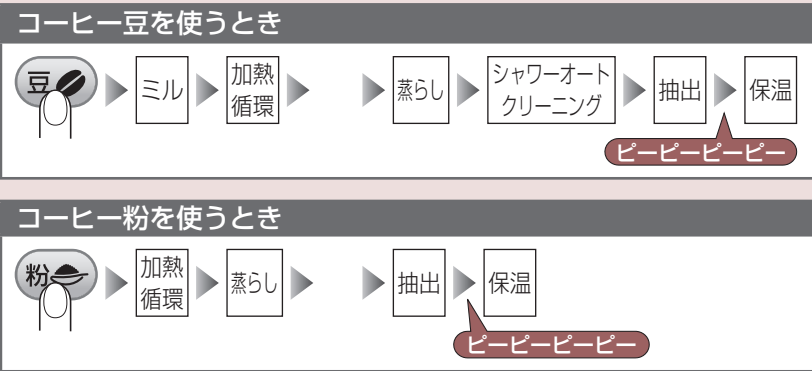 コーヒー豆を使うとき
豆
ミル
加熱
循環
蒸らし
シャワーオート
クリーニング
抽出
保温
ピーピーピーピー
コーヒー粉を使うとき
粉
加熱
循環
蒸らし
抽出
保温
ピーピーピーピー